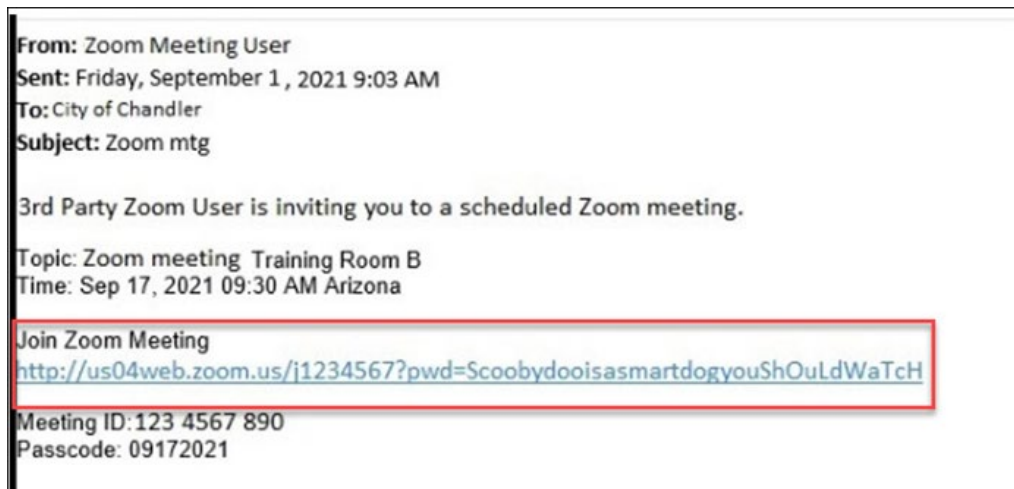 From: Zoom Meeting User
Sent: Friday, September 1, 2021 9:03 AM
To: City of Chandler
Subject: Zoom mtg
3rd Party Zoom User is inviting you to a scheduled Zoom meeting.
Topic: Zoom meeting Training Room B
Time: Sep 17, 2021 09:30 AM Arizona
Join Zoom Meeting
http://us04web.zoom.us/j1234567?pwd=ScoobydooisasmartdogyouShOuLdWaTcH
Meeting ID: 123 4567 890
Passcode: 09172021